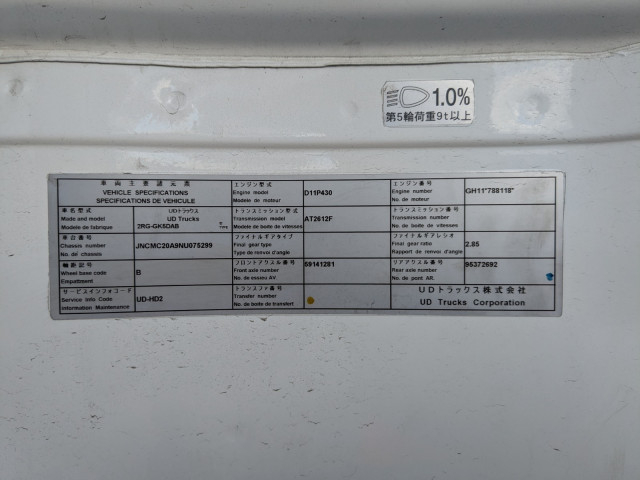 1.0%
第5輪荷重9t以上
車両主要諸元表
VEHICLE SPECIFICATIONS
SPECIFICATIONS DE VEHICULE
エンジン型式
Engine model
Modele de moteur
D11P430
エンジン番号
Engine number
No. de moteur
GH11*788118*
車名型式
Made and model
Modele de fabrique
UDトラックス
UD Trucks
2RG-GK6DAB
型
TYPE
トランスミッション型式
Transmission model
Modele de boite de vitesses
AT2612F
トランスミッション番号
Transmission number
No. de boite de vitesses
車台番号
Chassis number
No. de chassis
JNCMC20A9NU075299
ファイナルギアタイプ
Final gear type
Type de renvoi d'angle
ファイナルギアレシオ
Final gear ratio
Rapport de renvoi d'angle
2.85
軸距記号
Wheel base code
Empattement
B
フロントアクスル番号
Front axle number
No. de essieu AV.
59141281
リアアクスル番号
Rear axle number
No. de pont AR.
95372692
サービスインフォコード
Service Info Code
Information Maintenance
UD-HD2
トランスファ番号
Transfer number
No. de boite de transfert
UDトラックス株式会社
UD Trucks Corporation